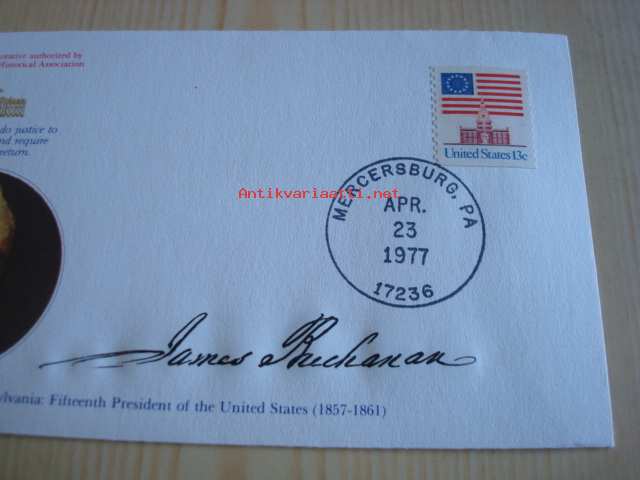 orative authorized by
Historical Association
do justice to
nd require
return.
United States 13c
MERCERSBURG, PA
APR.
23
1977
17236
Antikvariaatti.net
James Buchanan
lvania: Fifteenth President of the United States (1857-1861)